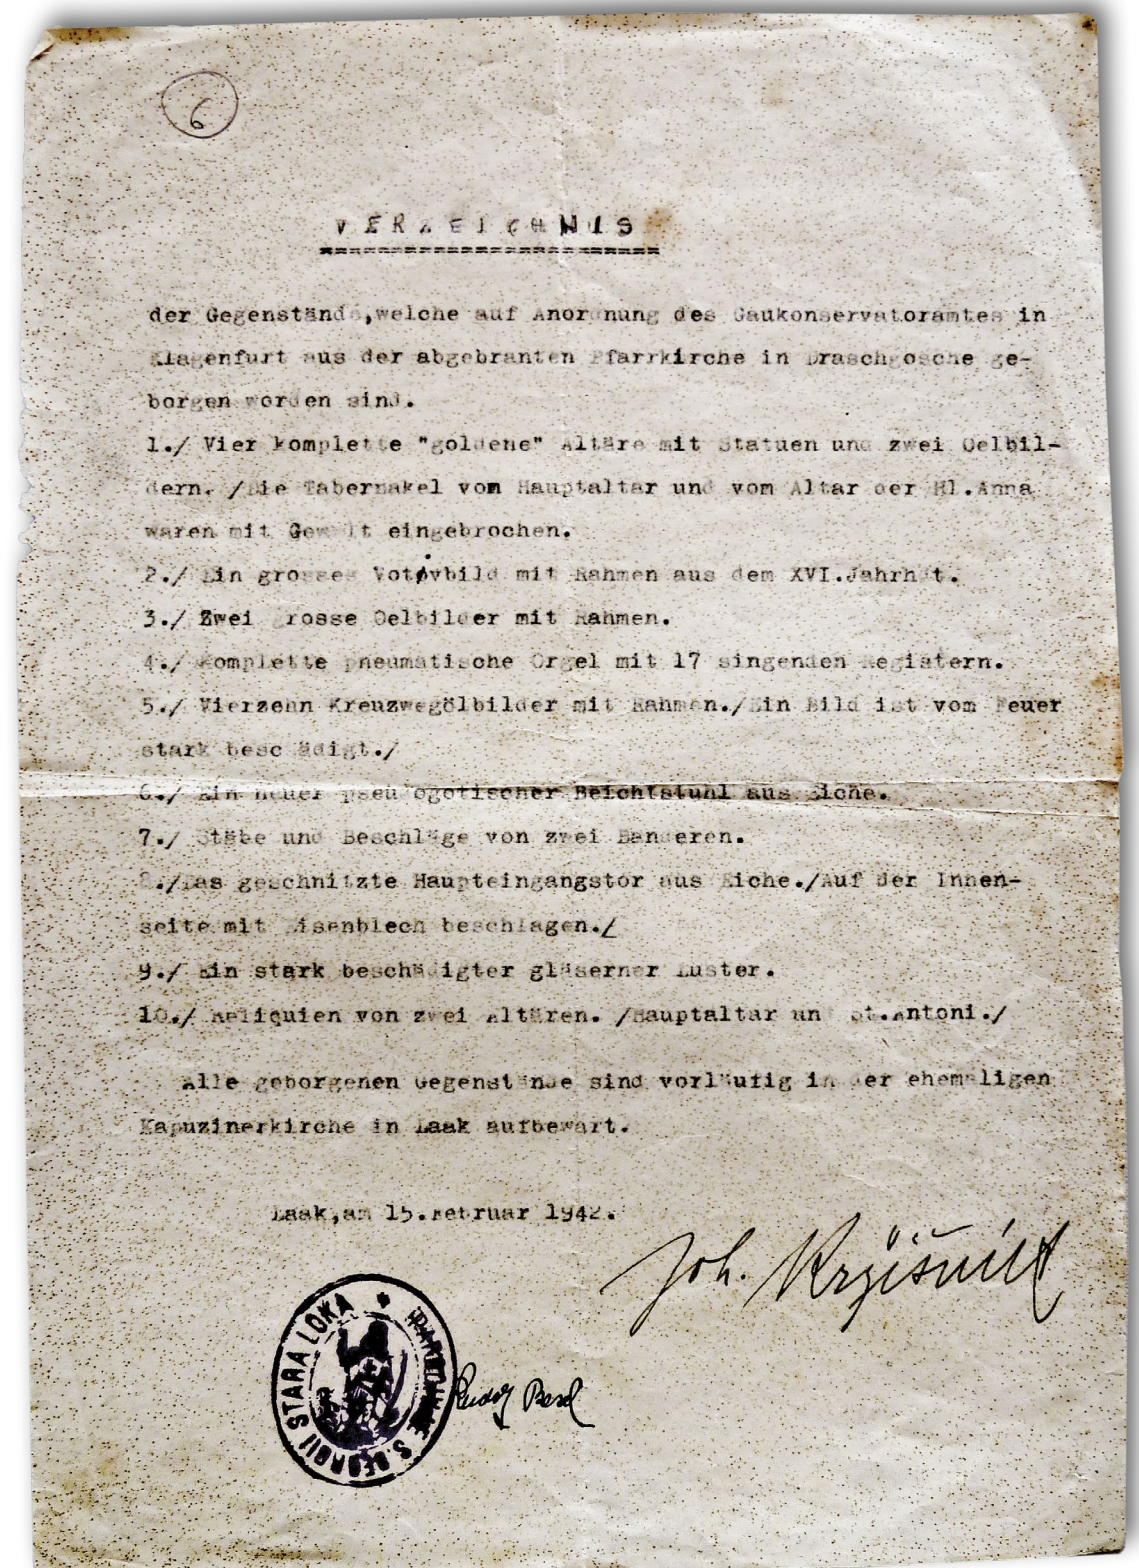 6
VERZEICHNIS
der Gegenstände,welche auf Anordnung des Gaukonservatoramtes in
Klagenfurt aus der abgebranten Pfarrkirche in Draschgosche ge-
borgen worden sind.
1./ Vier komplette "goldene" Altäre mit Statuen und zwei Oelbil-
dern. /Die Tabernakel vom Hauptaltar und vom Altar der Hl.Anna
waren mit Gewalt eingebrochen.
2./ Ein grosses Votivbild mit Rahmen aus dem XVI.Jahrh t.
3./ Zwei grosse Oelbilder mit Rahmen.
4./ Komplette pneumatische Orgel mit 17 singenden Registern.
5./ Vierzehn Kreuzwegölbilder mit Rahmen./Ein Bild ist vom Feuer
stark beschädigt./
6./ Ein neuer pseudogotischer Beichtstuhl aus Eiche.
7./ Stäbe und Beschläge von zwei Banderen.
8./Das geschnitzte Haupteingangstor aus Eiche./Auf der Innen-
seite mit Eisenblech beschlagen./
9./ Ein stark beschädigter gläserner Luster.
10./ Reliquien von zwei Altären. /Hauptaltar und St.Antoni./
Alle geborgenen Gegenstände sind vorläufig in der ehemaligen
Kapuzinerkirche in Laak aufbewart.
Laak,am 15.Februar 1942.
Joh. Kržišnik
S. GEORGII STARA LOKA